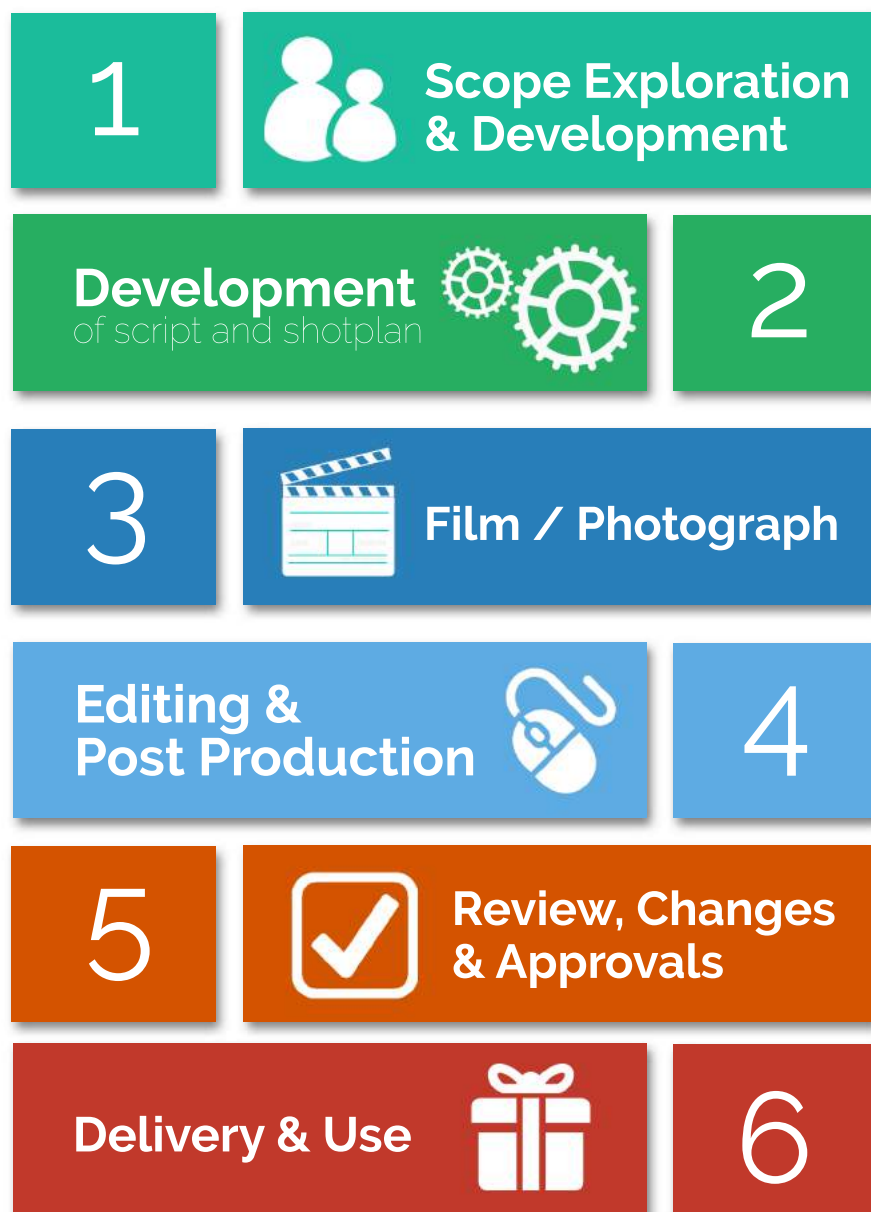 1
Scope Exploration
& Development
Development
of script and shotplan
2
3
Film / Photograph
Editing &
Post Production
4
5
Review, Changes
& Approvals
Delivery & Use
6